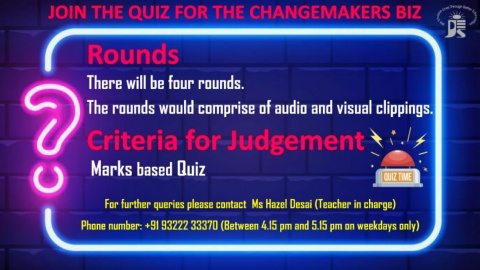 JOIN THE QUIZ FOR THE CHANGEMAKERS BIZ
Rounds
There will be four rounds.
The rounds would comprise of audio and visual clippings.
Criteria for Judgement
Marks based Quiz
QUIZ TIME
For further queries please contact Ms Hazel Desai (Teacher in charge)
Phone number: +91 93222 33370 (Between 4.15 pm and 5.15 pm on weekdays only)